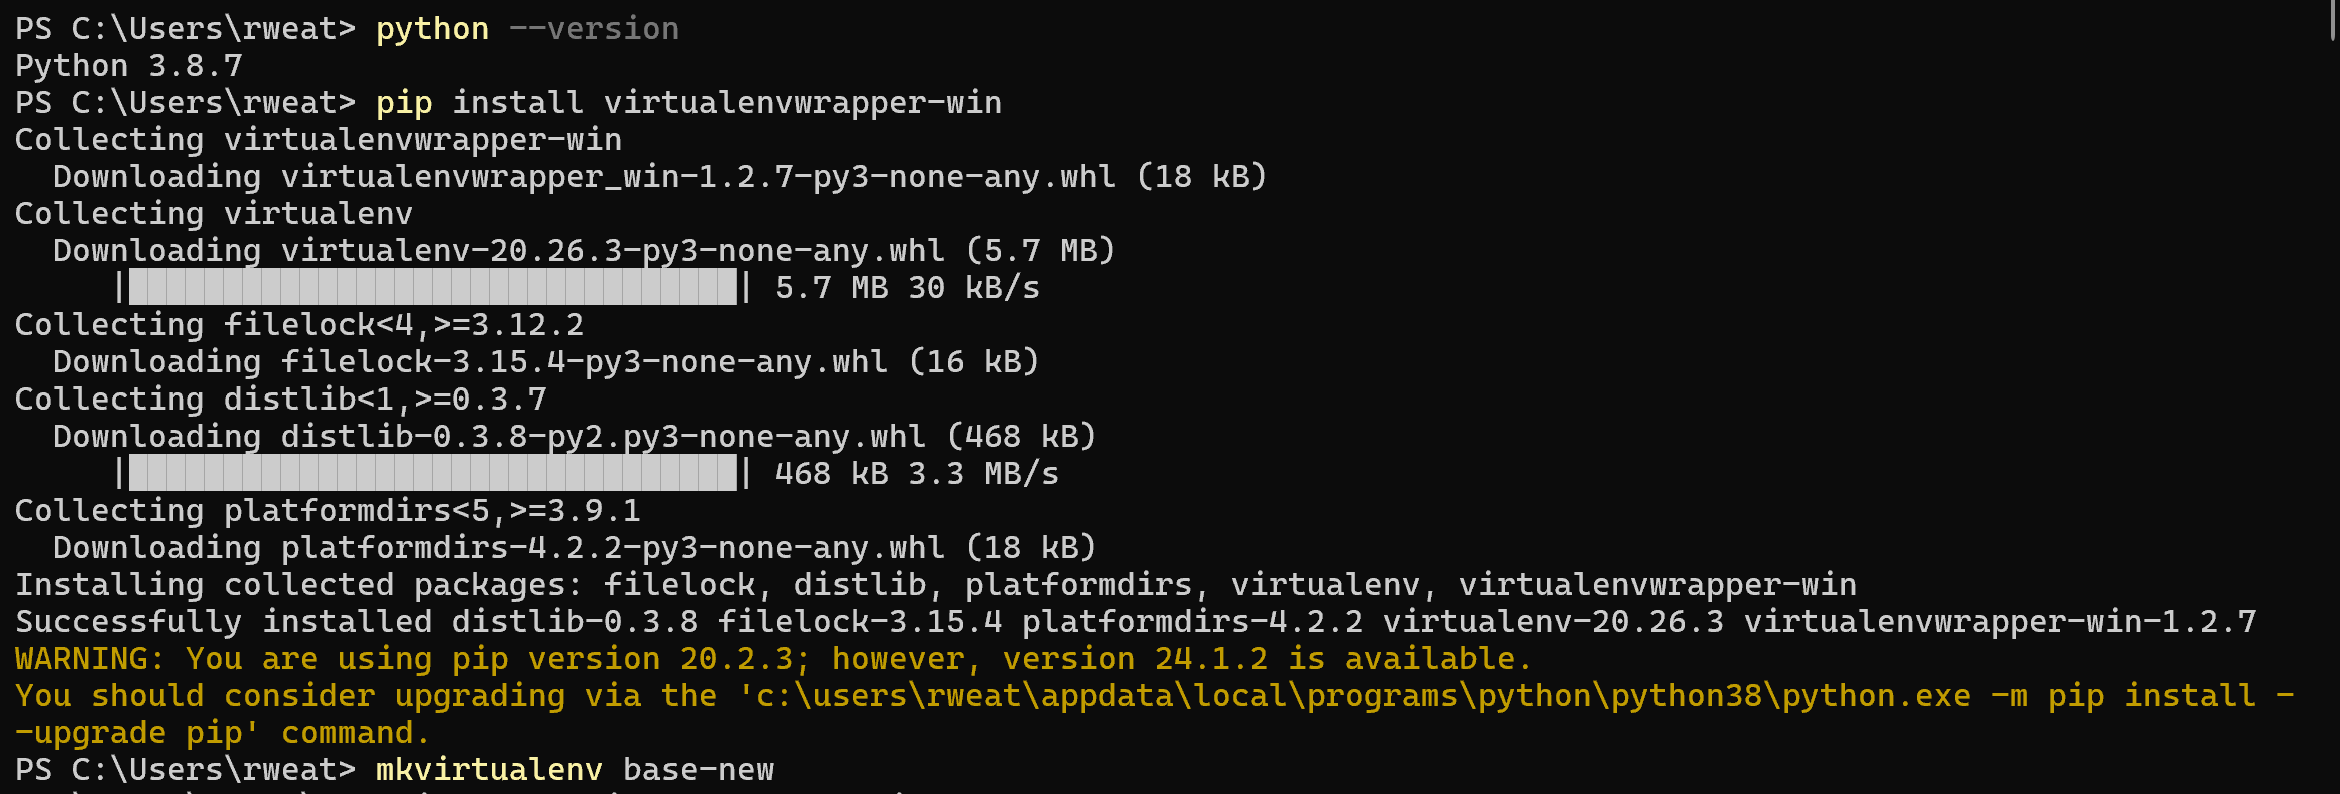 PS C:\Users\rweat> python --version
Python 3.8.7
PS C:\Users\rweat> pip install virtualenvwrapper-win
Collecting virtualenvwrapper-win
  Downloading virtualenvwrapper_win-1.2.7-py3-none-any.whl (18 kB)
Collecting virtualenv
  Downloading virtualenv-20.26.3-py3-none-any.whl (5.7 MB)
     |████████████████████████████████| 5.7 MB 30 kB/s
Collecting filelock<4,>=3.12.2
  Downloading filelock-3.15.4-py3-none-any.whl (16 kB)
Collecting distlib<1,>=0.3.7
  Downloading distlib-0.3.8-py2.py3-none-any.whl (468 kB)
     |████████████████████████████████| 468 kB 3.3 MB/s
Collecting platformdirs<5,>=3.9.1
  Downloading platformdirs-4.2.2-py3-none-any.whl (18 kB)
Installing collected packages: filelock, distlib, platformdirs, virtualenv, virtualenvwrapper-win
Successfully installed distlib-0.3.8 filelock-3.15.4 platformdirs-4.2.2 virtualenv-20.26.3 virtualenvwrapper-win-1.2.7
WARNING: You are using pip version 20.2.3; however, version 24.1.2 is available.
You should consider upgrading via the 'c:\users\rweat\appdata\local\programs\python\python38\python.exe -m pip install -
-upgrade pip' command.
PS C:\Users\rweat> mkvirtualenv base-new